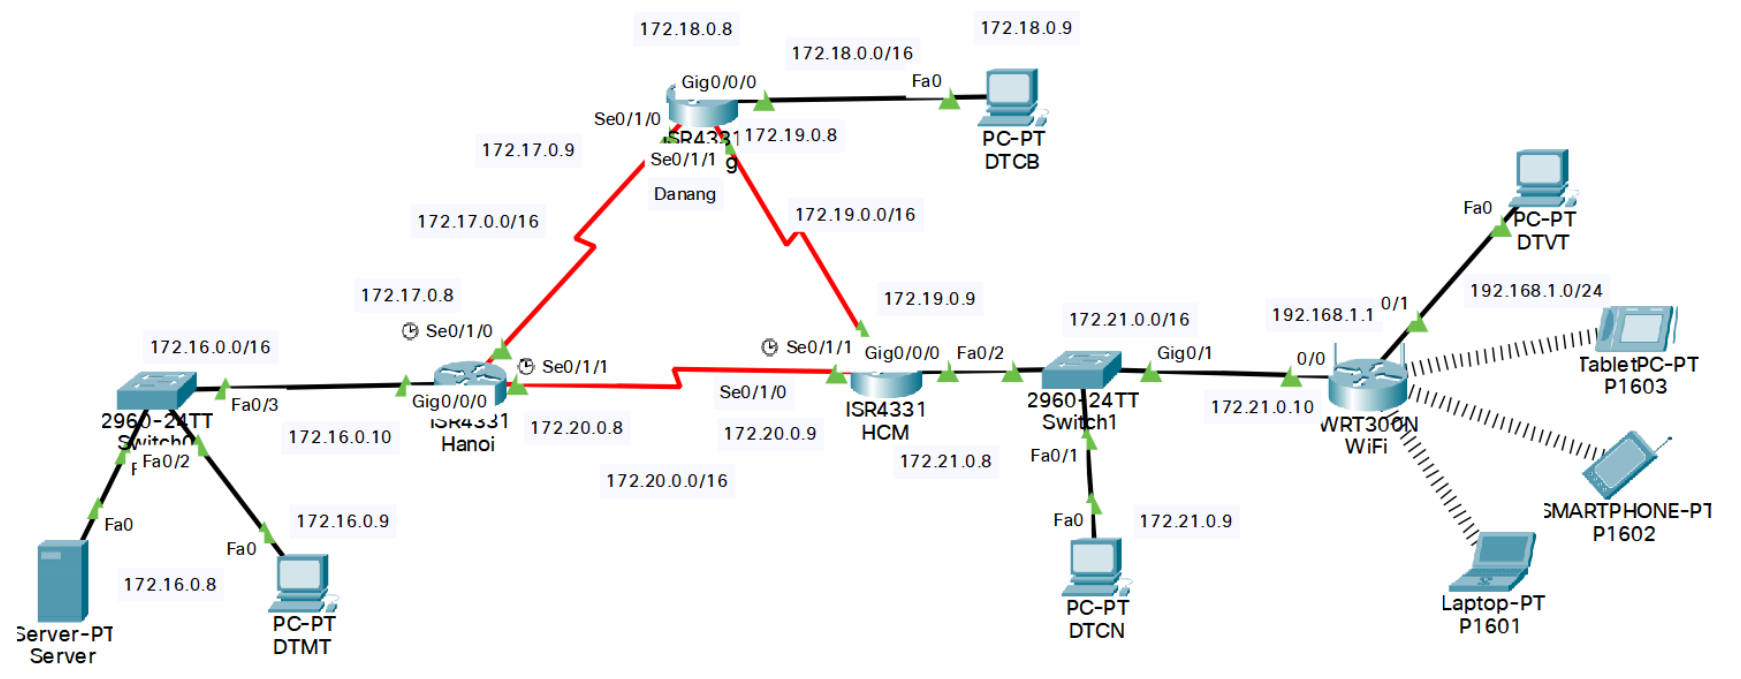 172.18.0.8
172.18.0.9
172.18.0.0/16
Gig0/0/0
Fa0
Se0/1/0
172.19.0.8
172.17.0.9
Se0/1/1
PC-PT
DTCB
Danang
172.17.0.0/16
172.19.0.0/16
Fa0
PC-PT
DTVT
172.17.0.8
172.19.0.9
192.168.1.0/24
192.168.1.1
0/1
Se0/1/0
172.21.0.0/16
172.16.0.0/16
Se0/1/1
Se0/1/1
Gig0/0/0
Fa0/2
Gig0/1
0/0
TabletPC-PT
P1603
Fa0/3
Gig0/0/0
Se0/1/0
2960-24TT
Switch0
ISR4331
Hanoi
172.20.0.8
ISR4331
HCM
2960-24TT
Switch1
172.21.0.10
WRT300N
WiFi
172.16.0.10
172.20.0.9
Fa0/2
Fa0/1
172.21.0.8
172.20.0.0/16
Fa0
172.16.0.9
Fa0
172.21.0.9
SMARTPHONE-PT
P1602
Fa0
172.16.0.8
PC-PT
DTMT
PC-PT
DTCN
Laptop-PT
P1601
Server-PT
Server